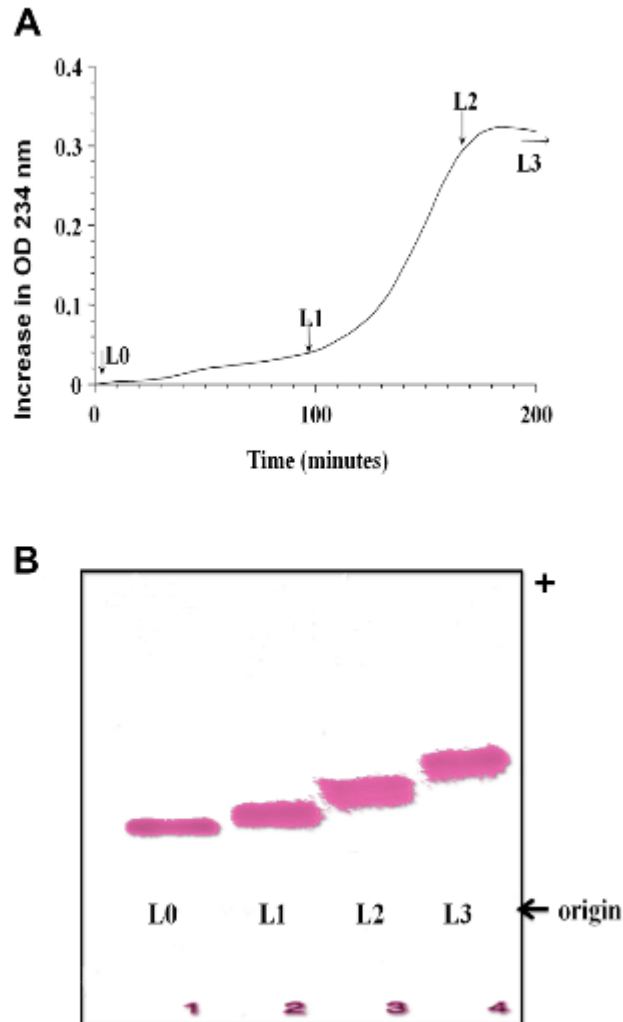 A
Increase in OD 234 nm
0.4
0.3
0.2
0.1
0
L0
L1
L2
L3
0 100 200
Time (minutes)
B
+
L0 L1 L2 L3
origin
1 2 3 4